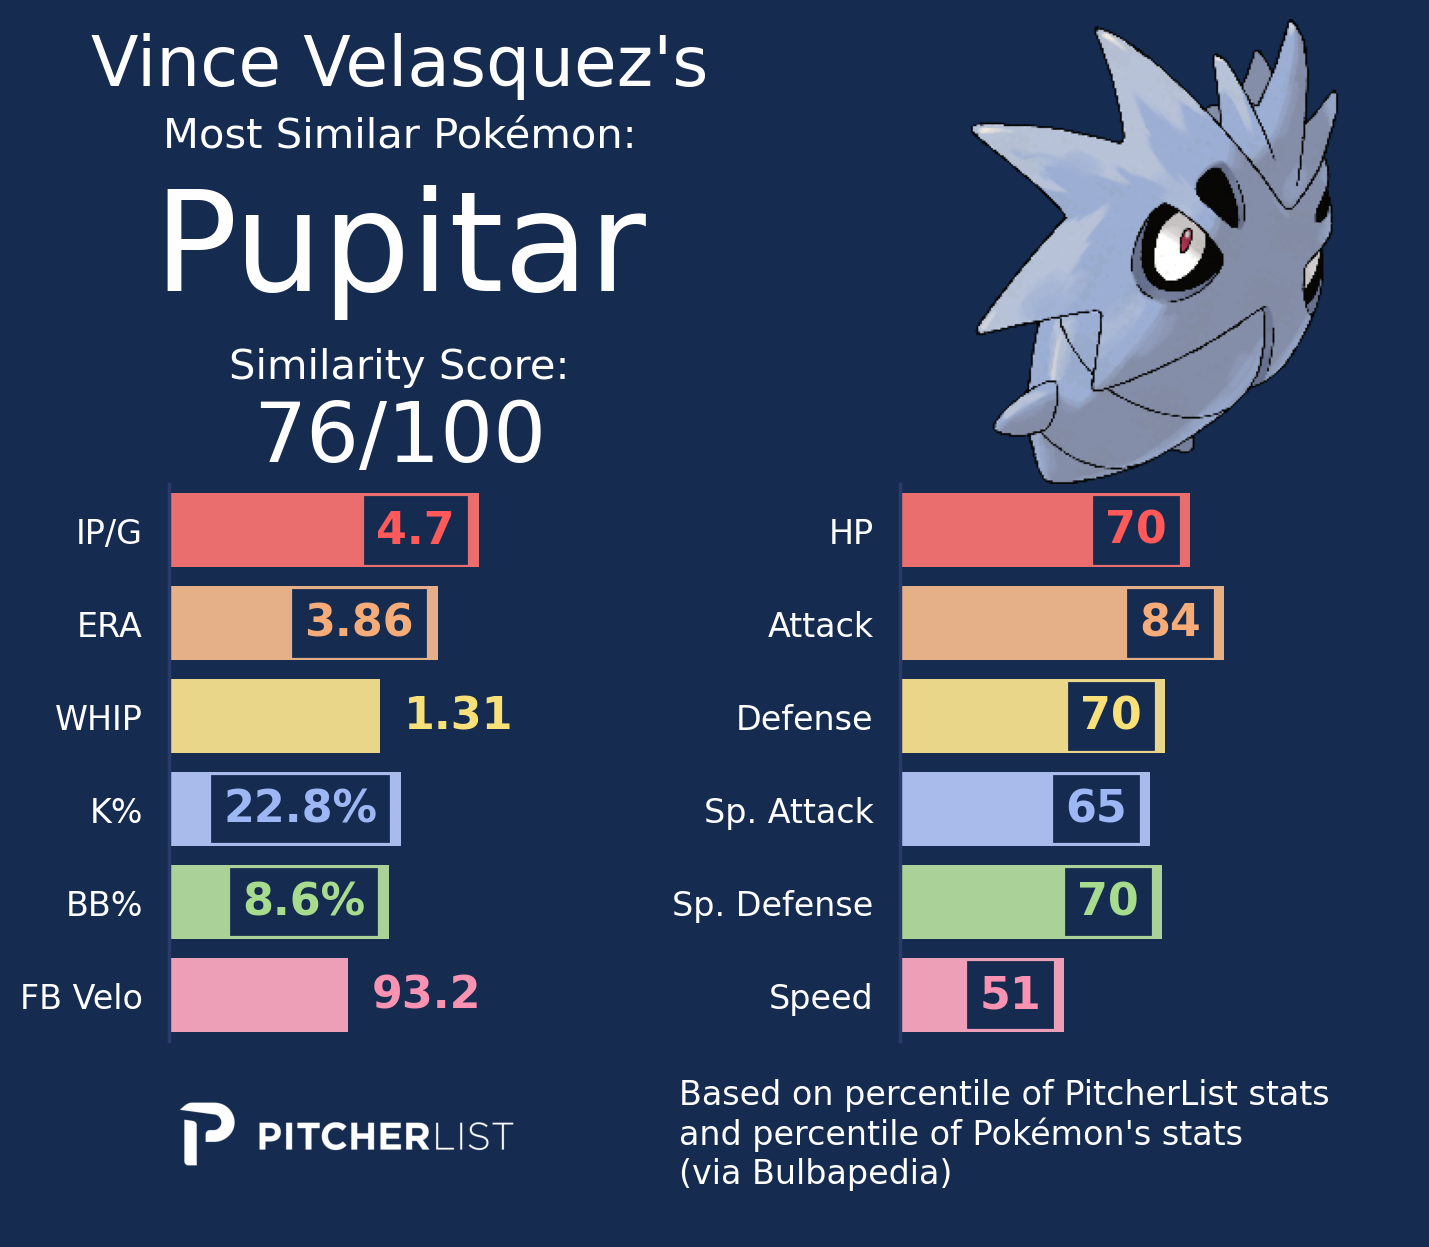 Vince Velasquez's
Most Similar Pokémon:
Pupitar
Similarity Score:
76/100
IP/G 4.7
ERA 3.86
WHIP 1.31
K% 22.8%
BB% 8.6%
FB Velo 93.2
HP 70
Attack 84
Defense 70
Sp. Attack 65
Sp. Defense 70
Speed 51
PITCHERLIST
Based on percentile of PitcherList stats
and percentile of Pokémon's stats
(via Bulbapedia)